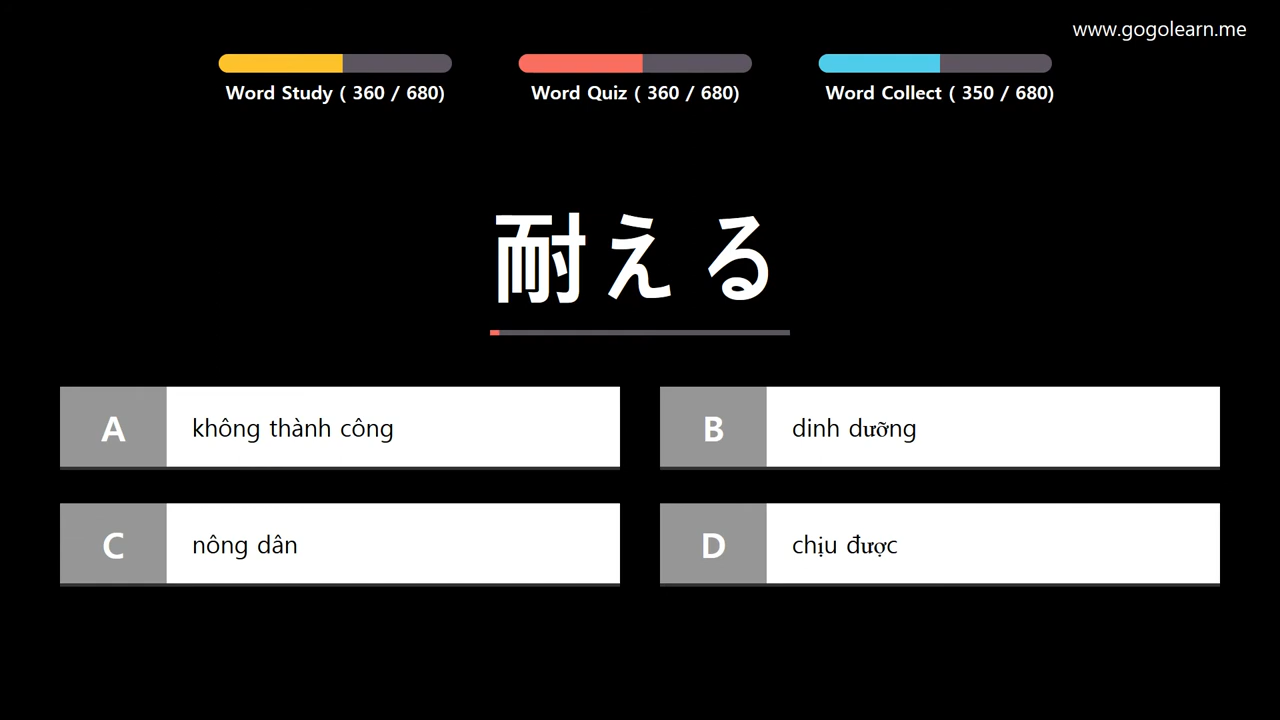 www.gogolearn.me
Word Study ( 360 / 680)
Word Quiz ( 360 / 680)
Word Collect ( 350 / 680)
耐える
A
không thành công
B
dinh dưỡng
C
nông dân
D
chịu được